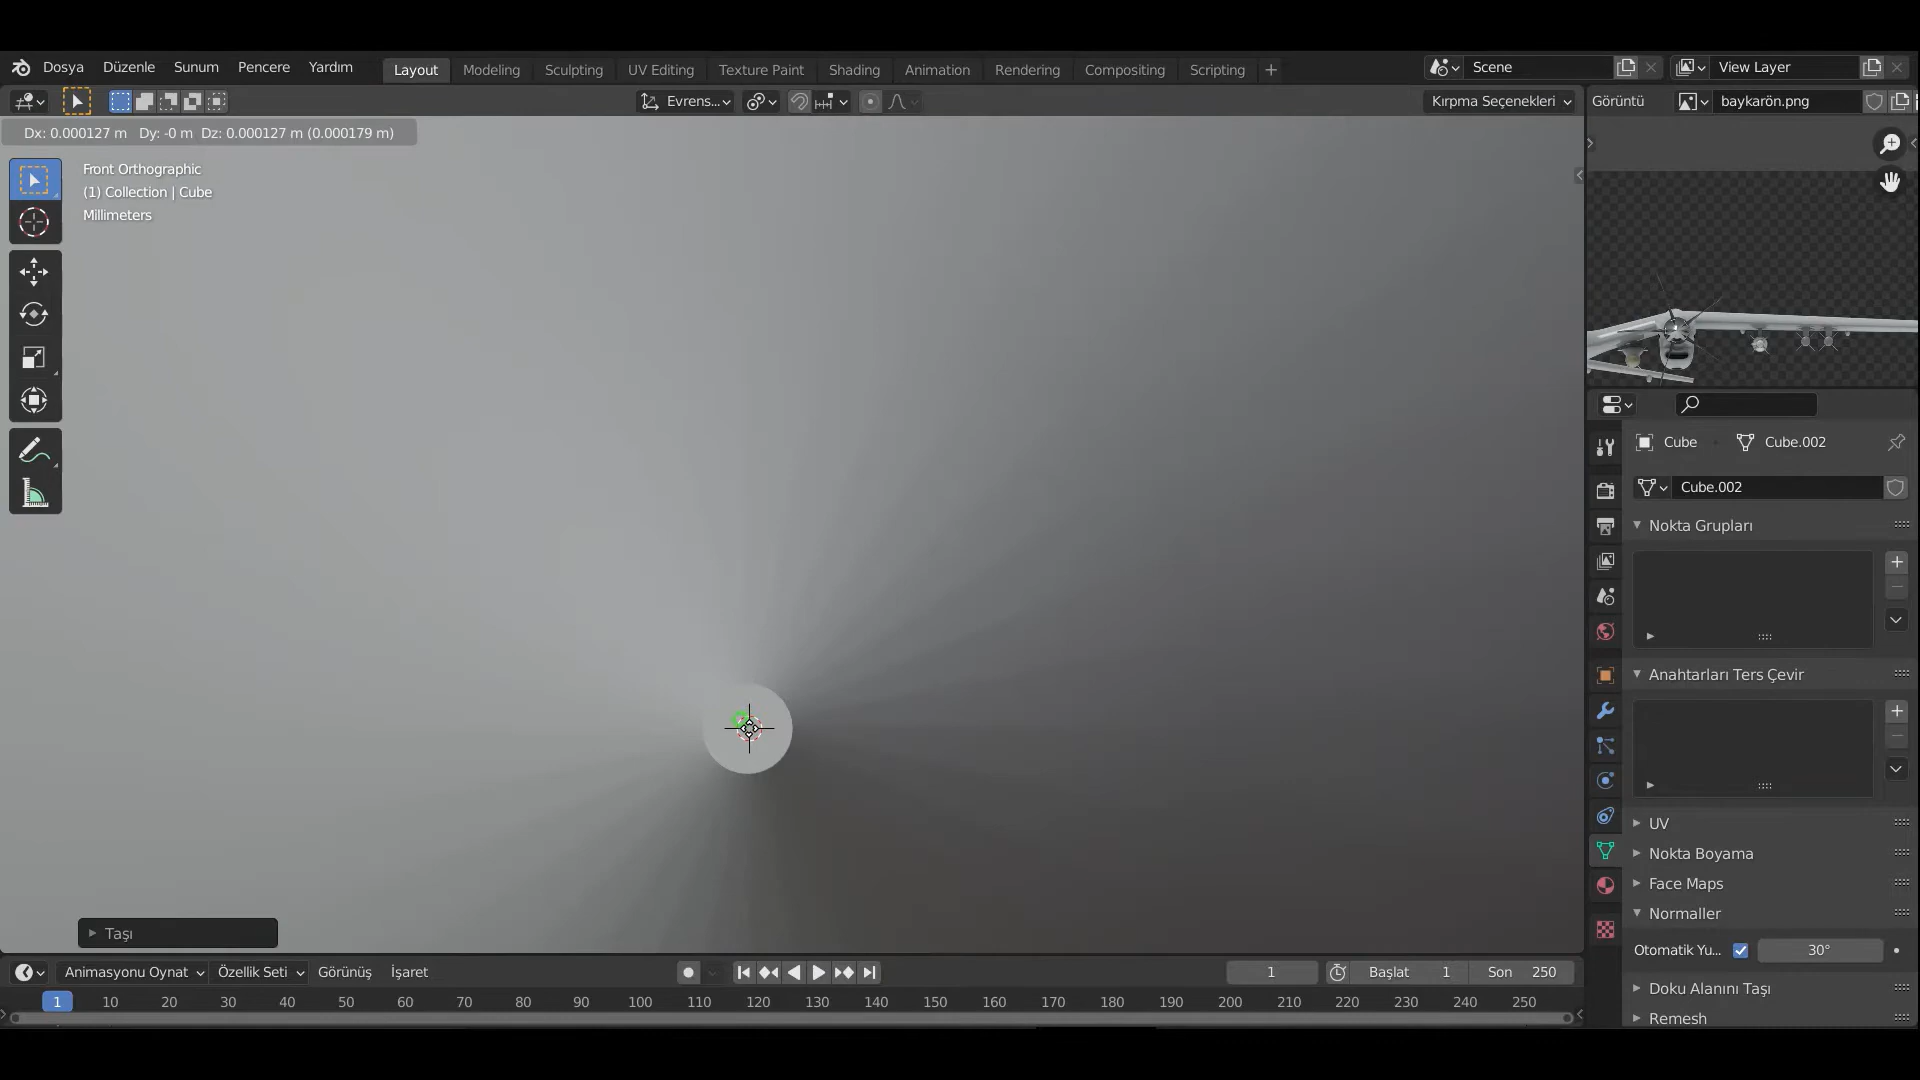 Dosya Düzenle Sunum Pencere Yardım Layout Modeling Sculpting UV Editing Texture Paint Shading Animation Rendering Compositing Scripting + Scene View Layer
Evrens... Kırpma Seçenekleri Görüntü baykarön.png
Dx: 0.000127 m Dy: -0 m Dz: 0.000127 m (0.000179 m)
Front Orthographic
(1) Collection | Cube
Millimeters
Cube Cube.002
Cube.002
Nokta Grupları
Anahtarları Ters Çevir
UV
Nokta Boyama
Face Maps
Normaller
Otomatik Yu... 30°
Doku Alanını Taşı
Remesh
Taşı
Animasyonu Oynat Özellik Seti Görünüş İşaret 1 Başlat 1 Son 250
1 10 20 30 40 50 60 70 80 90 100 110 120 130 140 150 160 170 180 190 200 210 220 230 240 250